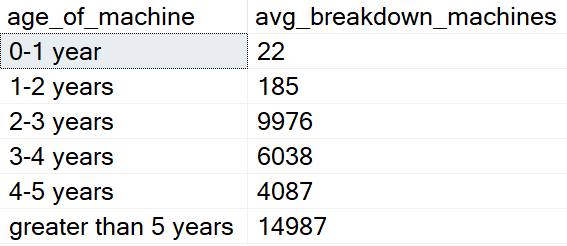 age_of_machine avg_breakdown_machines
0-1 year 22
1-2 years 185
2-3 years 9976
3-4 years 6038
4-5 years 4087
greater than 5 years 14987